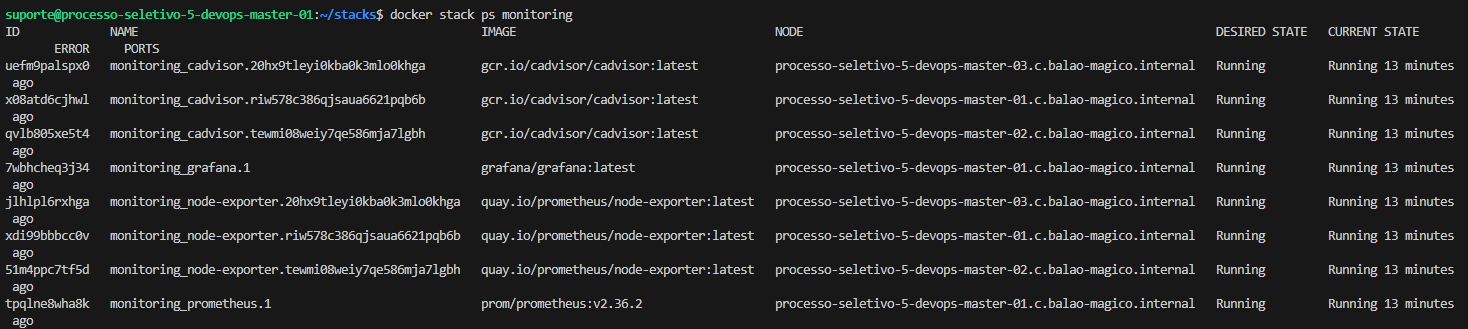 suporte@processo-seletivo-5-devops-master-01:~/stacks$ docker stack ps monitoring
ID NAME IMAGE NODE DESIRED STATE CURRENT STATE
ERROR PORTS
uefm9palspx0 monitoring_cadvisor.20hx9tleyi0kba0k3mlo0khga gcr.io/cadvisor/cadvisor:latest processo-seletivo-5-devops-master-03.c.balao-magico.internal Running Running 13 minutes
ago
x08atd6cjhwl monitoring_cadvisor.riw578c386qjsaua6621pqb6b gcr.io/cadvisor/cadvisor:latest processo-seletivo-5-devops-master-01.c.balao-magico.internal Running Running 13 minutes
ago
qvlb805xe5t4 monitoring_cadvisor.tewmi08weiy7qe586mja7lgbh gcr.io/cadvisor/cadvisor:latest processo-seletivo-5-devops-master-02.c.balao-magico.internal Running Running 13 minutes
ago
7wbhcheq3j34 monitoring_grafana.1 grafana/grafana:latest processo-seletivo-5-devops-master-01.c.balao-magico.internal Running Running 13 minutes
ago
jlhlpl6rxhga monitoring_node-exporter.20hx9tleyi0kba0k3mlo0khga quay.io/prometheus/node-exporter:latest processo-seletivo-5-devops-master-03.c.balao-magico.internal Running Running 13 minutes
ago
xdi99bbbcc0v monitoring_node-exporter.riw578c386qjsaua6621pqb6b quay.io/prometheus/node-exporter:latest processo-seletivo-5-devops-master-01.c.balao-magico.internal Running Running 13 minutes
ago
51m4ppc7tf5d monitoring_node-exporter.tewmi08weiy7qe586mja7lgbh quay.io/prometheus/node-exporter:latest processo-seletivo-5-devops-master-02.c.balao-magico.internal Running Running 13 minutes
ago
tpqlne8wha8k monitoring_prometheus.1 prom/prometheus:v2.36.2 processo-seletivo-5-devops-master-01.c.balao-magico.internal Running Running 13 minutes
ago